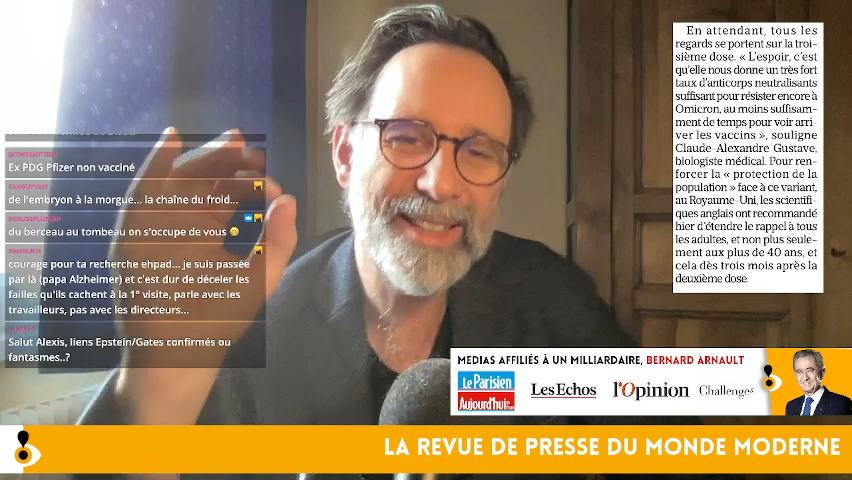 En attendant, tous les
regards se portent sur la troi-
sième dose. « L'espoir, c'est
qu'elle nous donne un très fort
taux d'anticorps neutralisants
suffisant pour résister encore à
Omicron, au moins suffisam-
ment de temps pour voir arri-
ver les vaccins », souligne
Claude-Alexandre Gustave,
biologiste médical. Pour ren-
forcer la « protection de la
population » face à ce variant,
au Royaume-Uni, les scientifi-
ques anglais ont recommandé
hier d'étendre le rappel à tous
les adultes, et non plus seule-
ment aux plus de 40 ans, et
cela dès trois mois après la
deuxième dose.
Ex PDG Pfizer non vacciné
de l'embryon à la morgue... la chaîne du froid...
du berceau au tombeau on s'occupe de vous 😁
courage pour ta recherche ehpad... je suis passée
par là (papa Alzheimer) et c'est dur de déceler les
failles qu'ils cachent à la 1° visite, parle avec les
travailleurs, pas avec les directeurs...
Salut Alexis, liens Epstein/Gates confirmés ou
fantasmes..?
MEDIAS AFFILIÉS À UN MILLIARDAIRE, BERNARD ARNAULT
Le Parisien
Aujourd'hui
Les Echos
l'Opinion
Challenges
LA REVUE DE PRESSE DU MONDE MODERNE